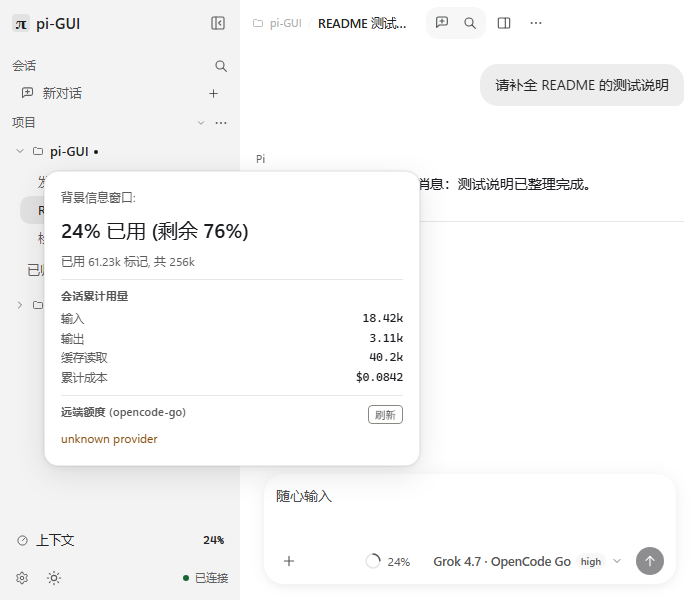 pi-GUI
会话
新对话
项目
pi-GUI
背景信息窗口:
24% 已用 (剩余 76%)
已用 61.23k 标记, 共 256k
会话累计用量
输入 18.42k
输出 3.11k
缓存读取 40.2k
累计成本 $0.0842
远端额度 (opencode-go) 刷新
unknown provider
上下文 24%
已连接
pi-GUI / README 测试...
请补全 README 的测试说明
Pi
消息：测试说明已整理完成。
随心输入
24% Grok 4.7 · OpenCode Go high